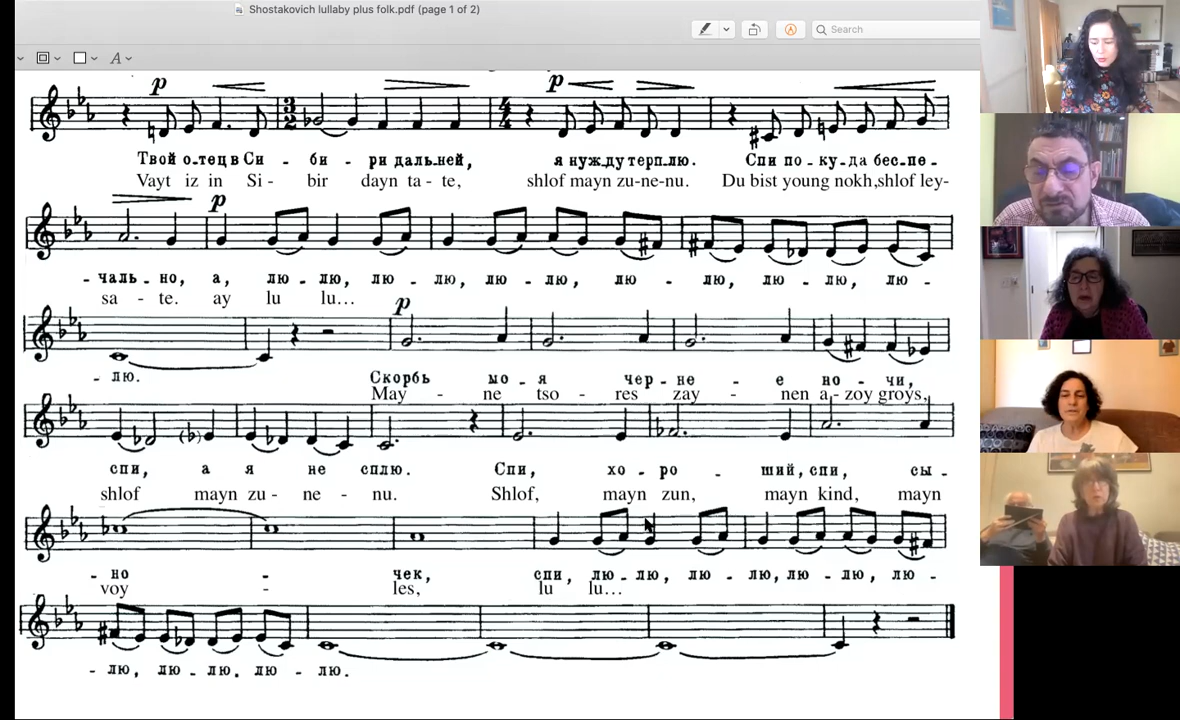 Shostakovich lullaby plus folk.pdf (page 1 of 2)
Search
A
p p
3 2 4 4
Твой о-тец в Си - би - ри даль-ней, я нуж-ду терп-лю. Спи по-ку-да бес-пе-
Vayt iz in Si- bir dayn ta - te, shlof mayn zu-ne-nu. Du bist young nokh,shlof ley-
p
- чаль-но, а, лю - лю, лю - лю, лю - лю, лю - лю, лю - лю, лю -
sa - te. ay lu lu...
p
- лю. Скорбь мо - я чер - не - е но - чи,
May - ne tso - res zay - nen a - zoy groys,
(b)
спи, а я не сплю. Спи, хо - ро - ший, спи, сы -
shlof mayn zu - ne - nu. Shlof, mayn zun, mayn kind, mayn
- но - чек, спи, лю - лю, лю - лю, лю - лю, лю -
voy - les, lu lu...
- лю, лю - лю. лю - лю.